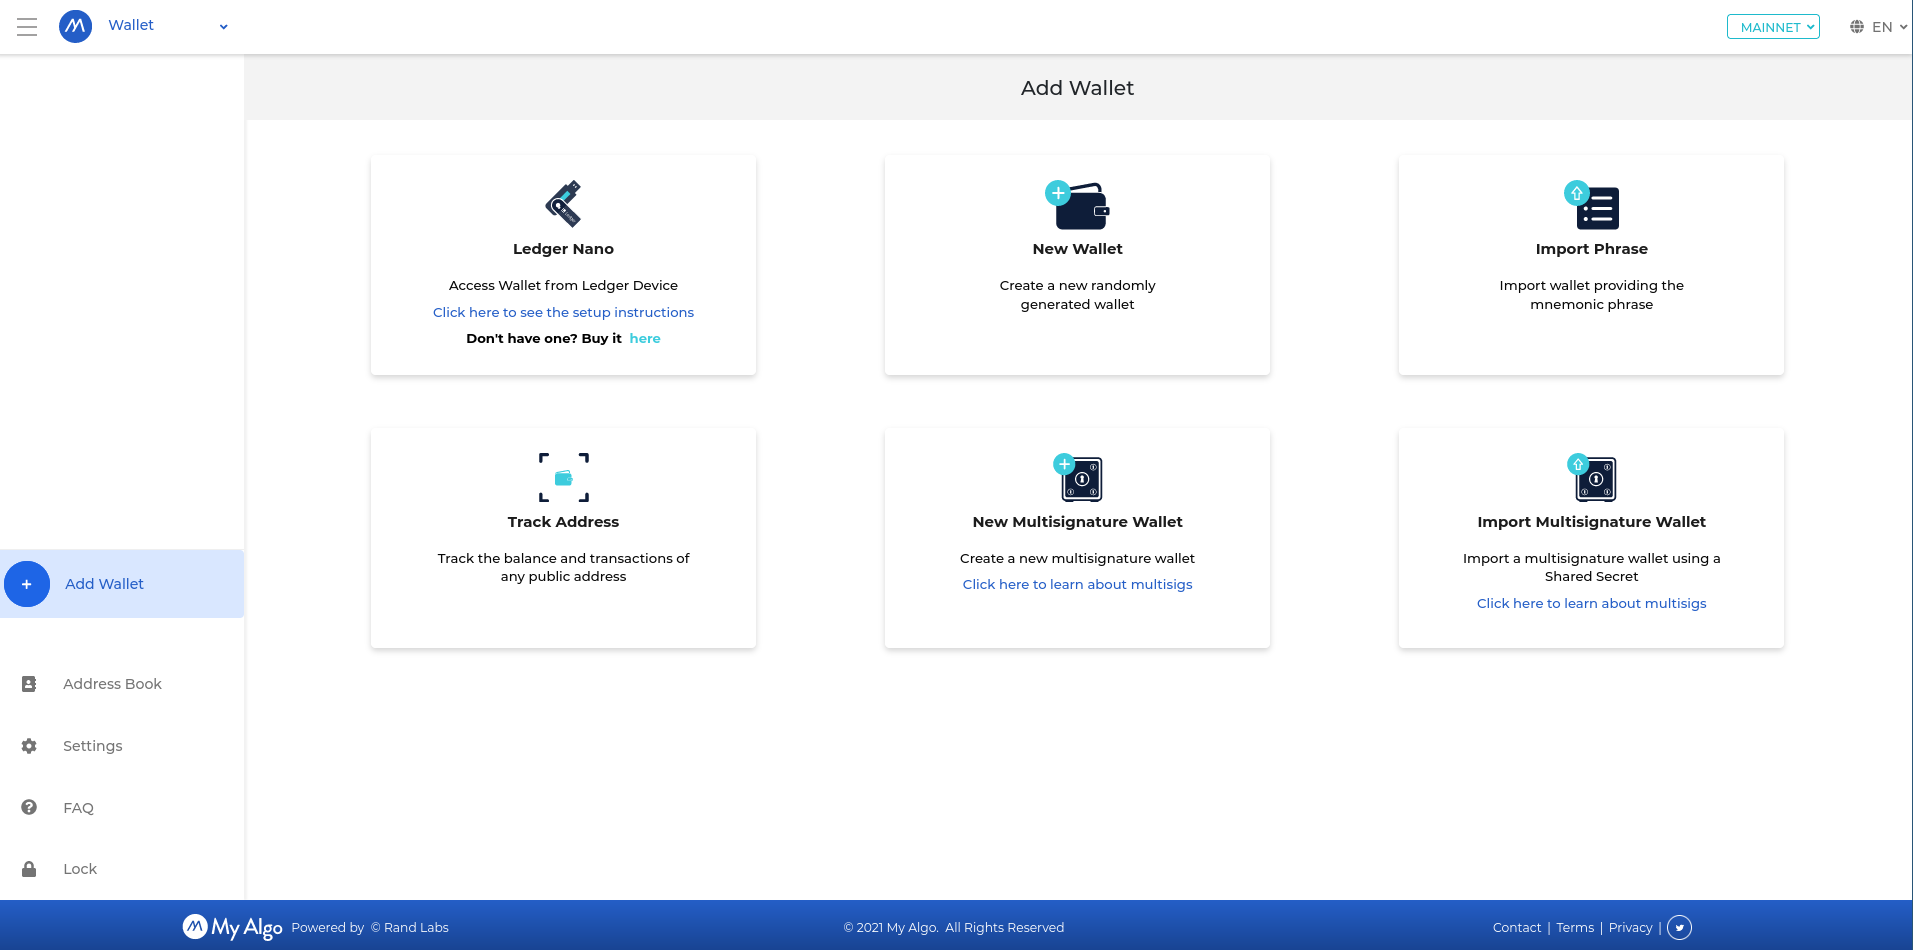 Wallet
MAINNET
EN
Add Wallet
Ledger Nano
Access Wallet from Ledger Device
Click here to see the setup instructions
Don't have one? Buy it here
New Wallet
Create a new randomly
generated wallet
Import Phrase
Import wallet providing the
mnemonic phrase
Track Address
Track the balance and transactions of
any public address
New Multisignature Wallet
Create a new multisignature wallet
Click here to learn about multisigs
Import Multisignature Wallet
Import a multisignature wallet using a
Shared Secret
Click here to learn about multisigs
Add Wallet
Address Book
Settings
FAQ
Lock
My Algo Powered by © Rand Labs
© 2021 My Algo. All Rights Reserved
Contact | Terms | Privacy |